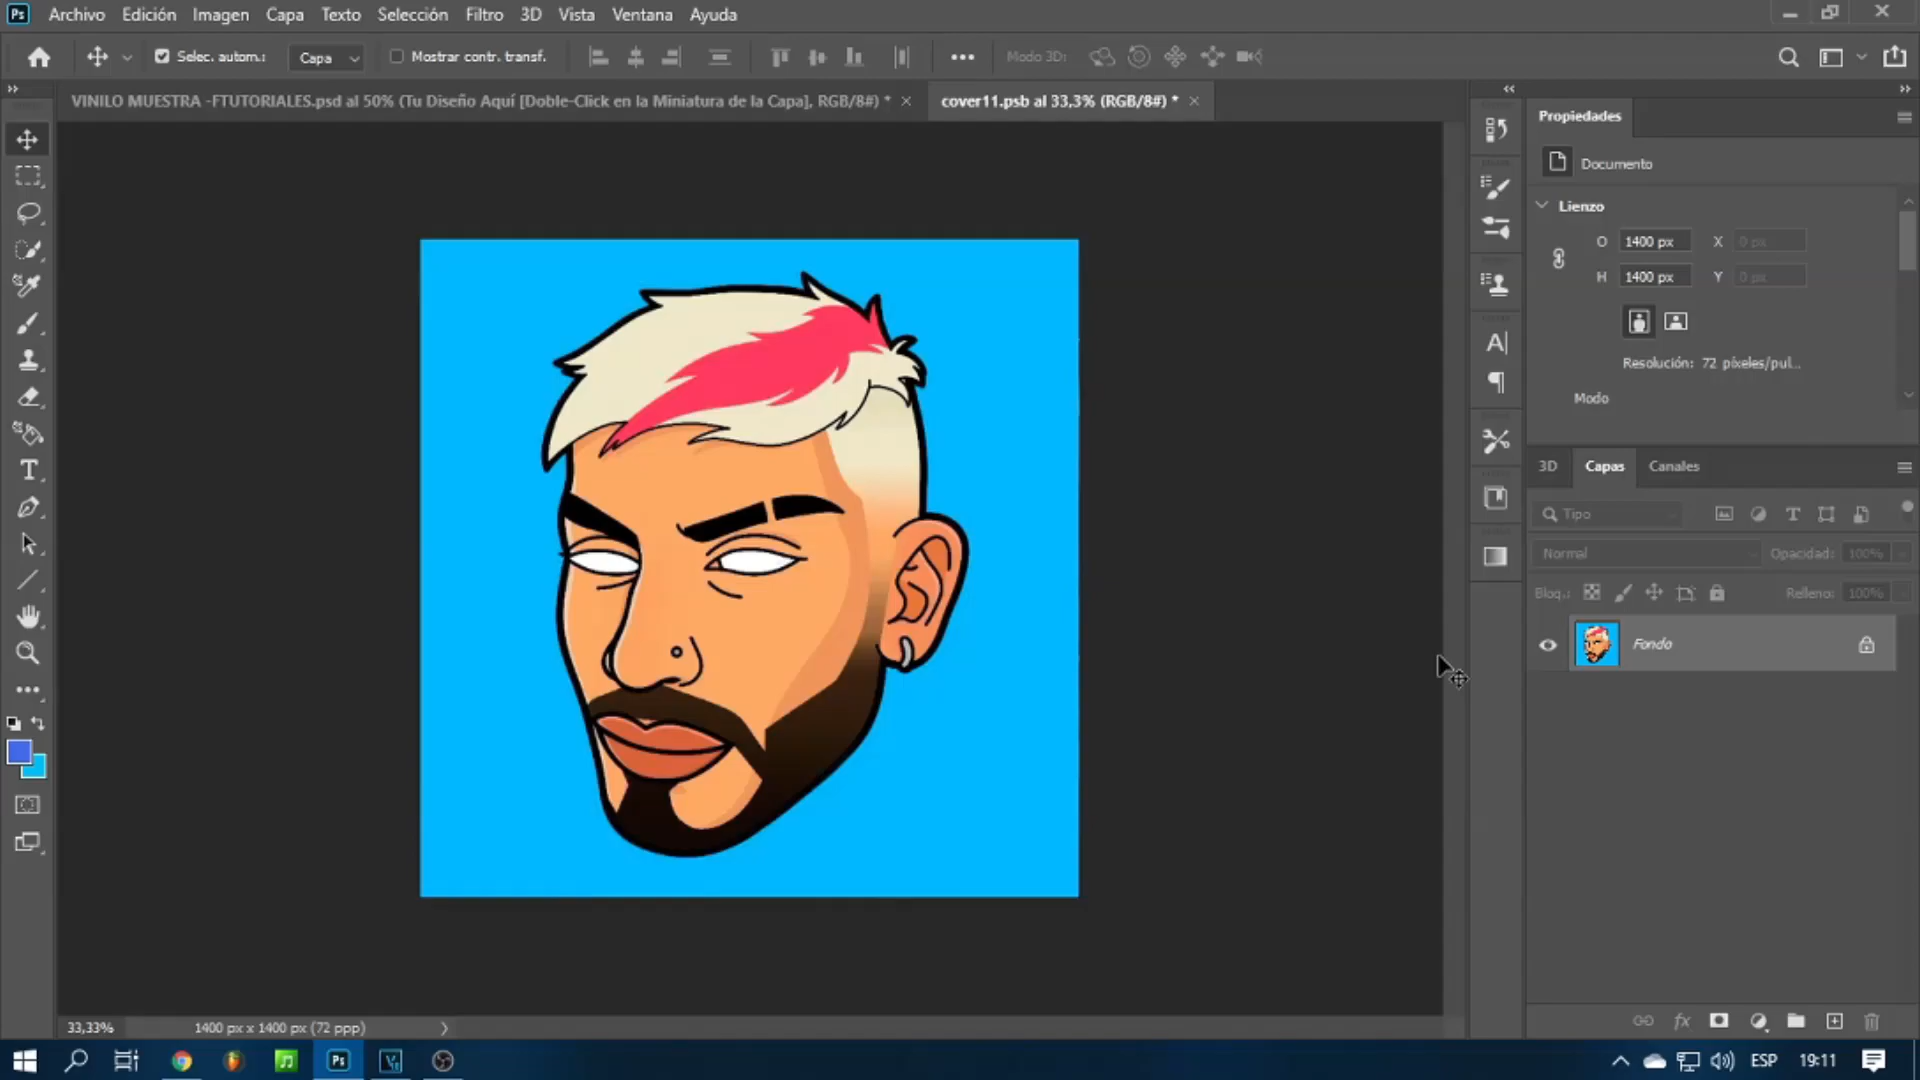 Ps Archivo Edición Imagen Capa Texto Selección Filtro 3D Vista Ventana Ayuda
Selec. autom.: Capa Mostrar contr. transf. Modo 3D:
VINILO MUESTRA -FTUTORIALES.psd al 50% (Tu Diseño Aquí [Doble-Click en la Miniatura de la Capa], RGB/8#) * × cover11.psb al 33,3% (RGB/8#) * ×
Propiedades
Documento
Lienzo
O 1400 px X 0 px
H 1400 px Y 0 px
Resolución: 72 píxeles/pul...
Modo
3D Capas Canales
Tipo
Normal Opacidad: 100%
Bloq.: Relleno: 100%
Fondo
33,33% 1400 px x 1400 px (72 ppp)
Ps ESP 19:11